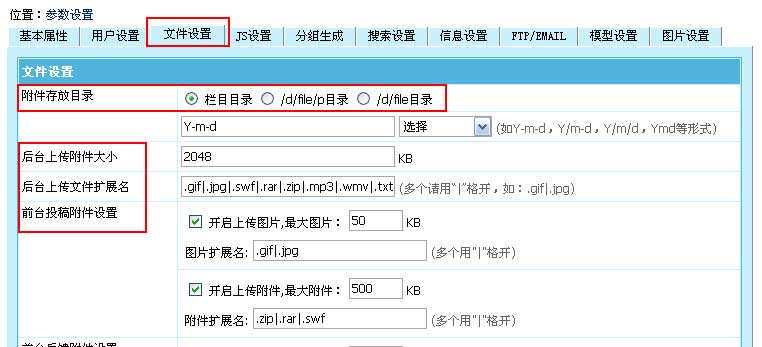 位置：参数设置
基本属性 用户设置 文件设置 JS设置 分组生成 搜索设置 信息设置 FTP/EMAIL 模型设置 图片设置
文件设置
附件存放目录 栏目目录 /d/file/p目录 /d/file目录
Y-m-d 选择 (如Y-m-d，Y/m-d，Y/m/d，Ymd等形式)
后台上传附件大小 2048 KB
后台上传文件扩展名 .gif|.jpg|.swf|.rar|.zip|.mp3|.wmv|.txt (多个请用"|"格开，如：.gif|.jpg)
前台投稿附件设置 开启上传图片,最大图片： 50 KB
图片扩展名: .gif|.jpg (多个用"|"格开)
开启上传附件,最大附件： 500 KB
附件扩展名: .zip|.rar|.swf (多个用"|"格开)